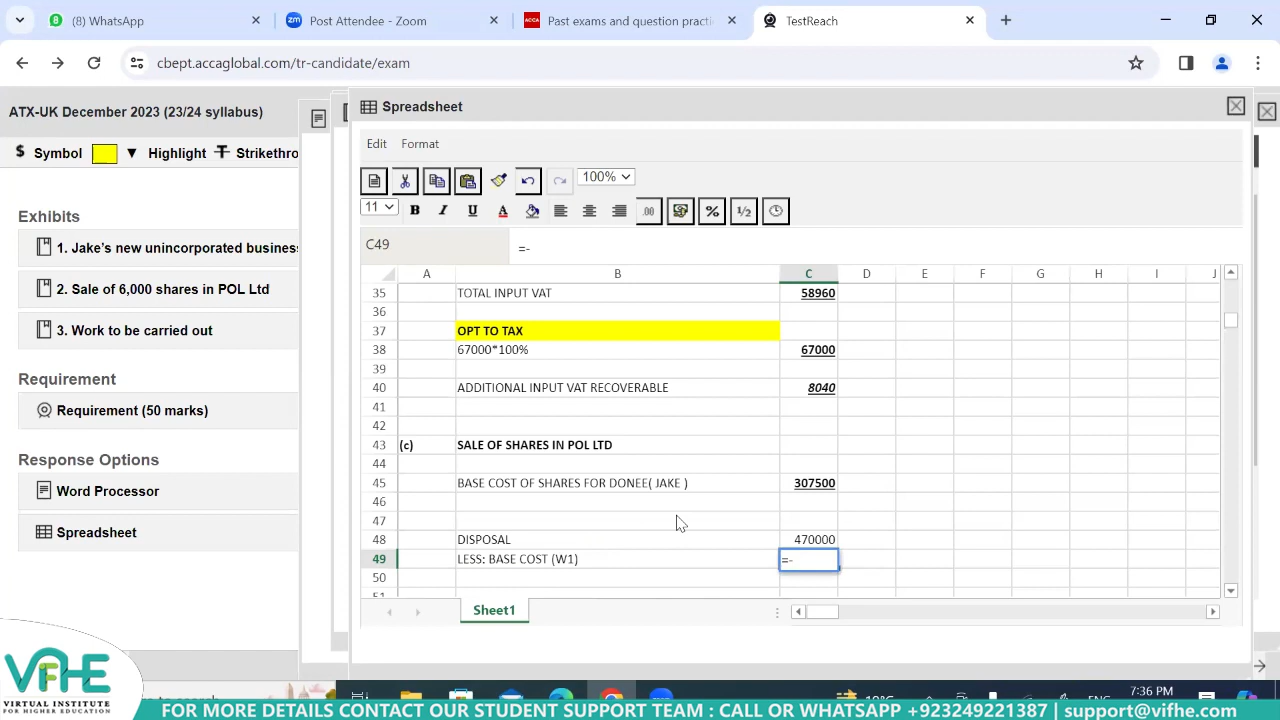 WhatsApp
Post Attendee - Zoom
Past exams and question practi
TestReach
cbept.accaglobal.com/tr-candidate/exam
ATX-UK December 2023 (23/24 syllabus)
$ Symbol
Highlight
Strikethro
Exhibits
1. Jake's new unincorporated business
2. Sale of 6,000 shares in POL Ltd
3. Work to be carried out
Requirement
Requirement (50 marks)
Response Options
Word Processor
Spreadsheet
Spreadsheet
Edit Format
100%
11 B I U A .00 % 1/2
C49 =-
A B C D E F G H I J
35 TOTAL INPUT VAT 58960
36
37 OPT TO TAX
38 67000*100% 67000
39
40 ADDITIONAL INPUT VAT RECOVERABLE 8040
41
42
43 (c) SALE OF SHARES IN POL LTD
44
45 BASE COST OF SHARES FOR DONEE( JAKE ) 307500
46
47
48 DISPOSAL 470000
49 LESS: BASE COST (W1) =-
50
51
Sheet1
ENG
7:36 PM
VFHE
VIRTUAL INSTITUTE
FOR HIGHER EDUCATION
FOR MORE DETAILS CONTACT OUR STUDENT SUPPORT TEAM : CALL OR WHATSAPP +923249221387 | support@vifhe.com